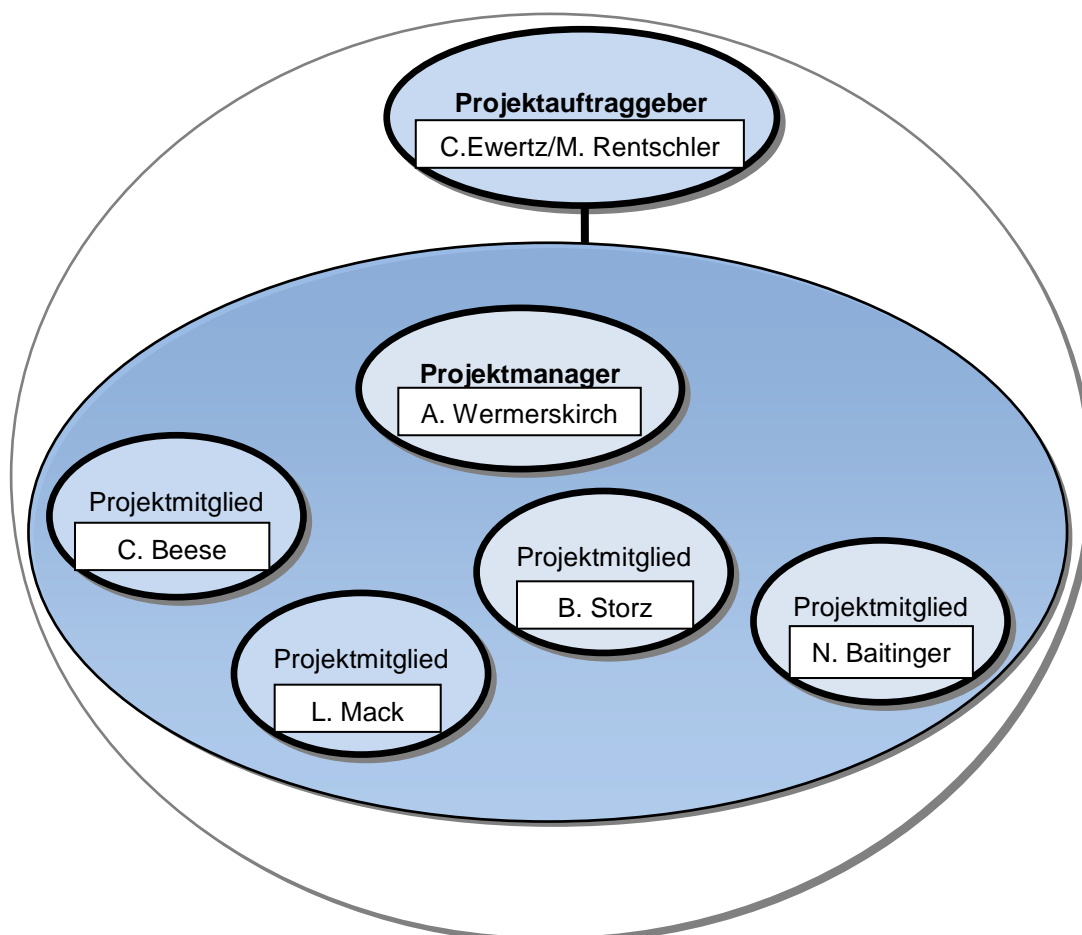 Projektauftraggeber
C.Ewertz/M. Rentschler
Projektmanager
A. Wermerskirch
Projektmitglied
C. Beese
Projektmitglied
B. Storz
Projektmitglied
N. Baitinger
Projektmitglied
L. Mack